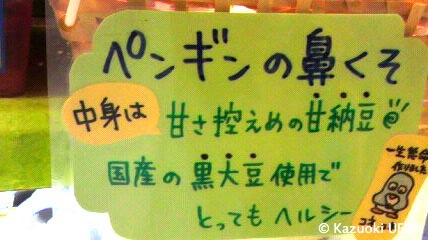 ペンギンの鼻くそ
中身は
甘さ控えめの甘納豆
国産の黒大豆使用で
とってもヘルシー
一生懸命
作りました
© Kazuoki U